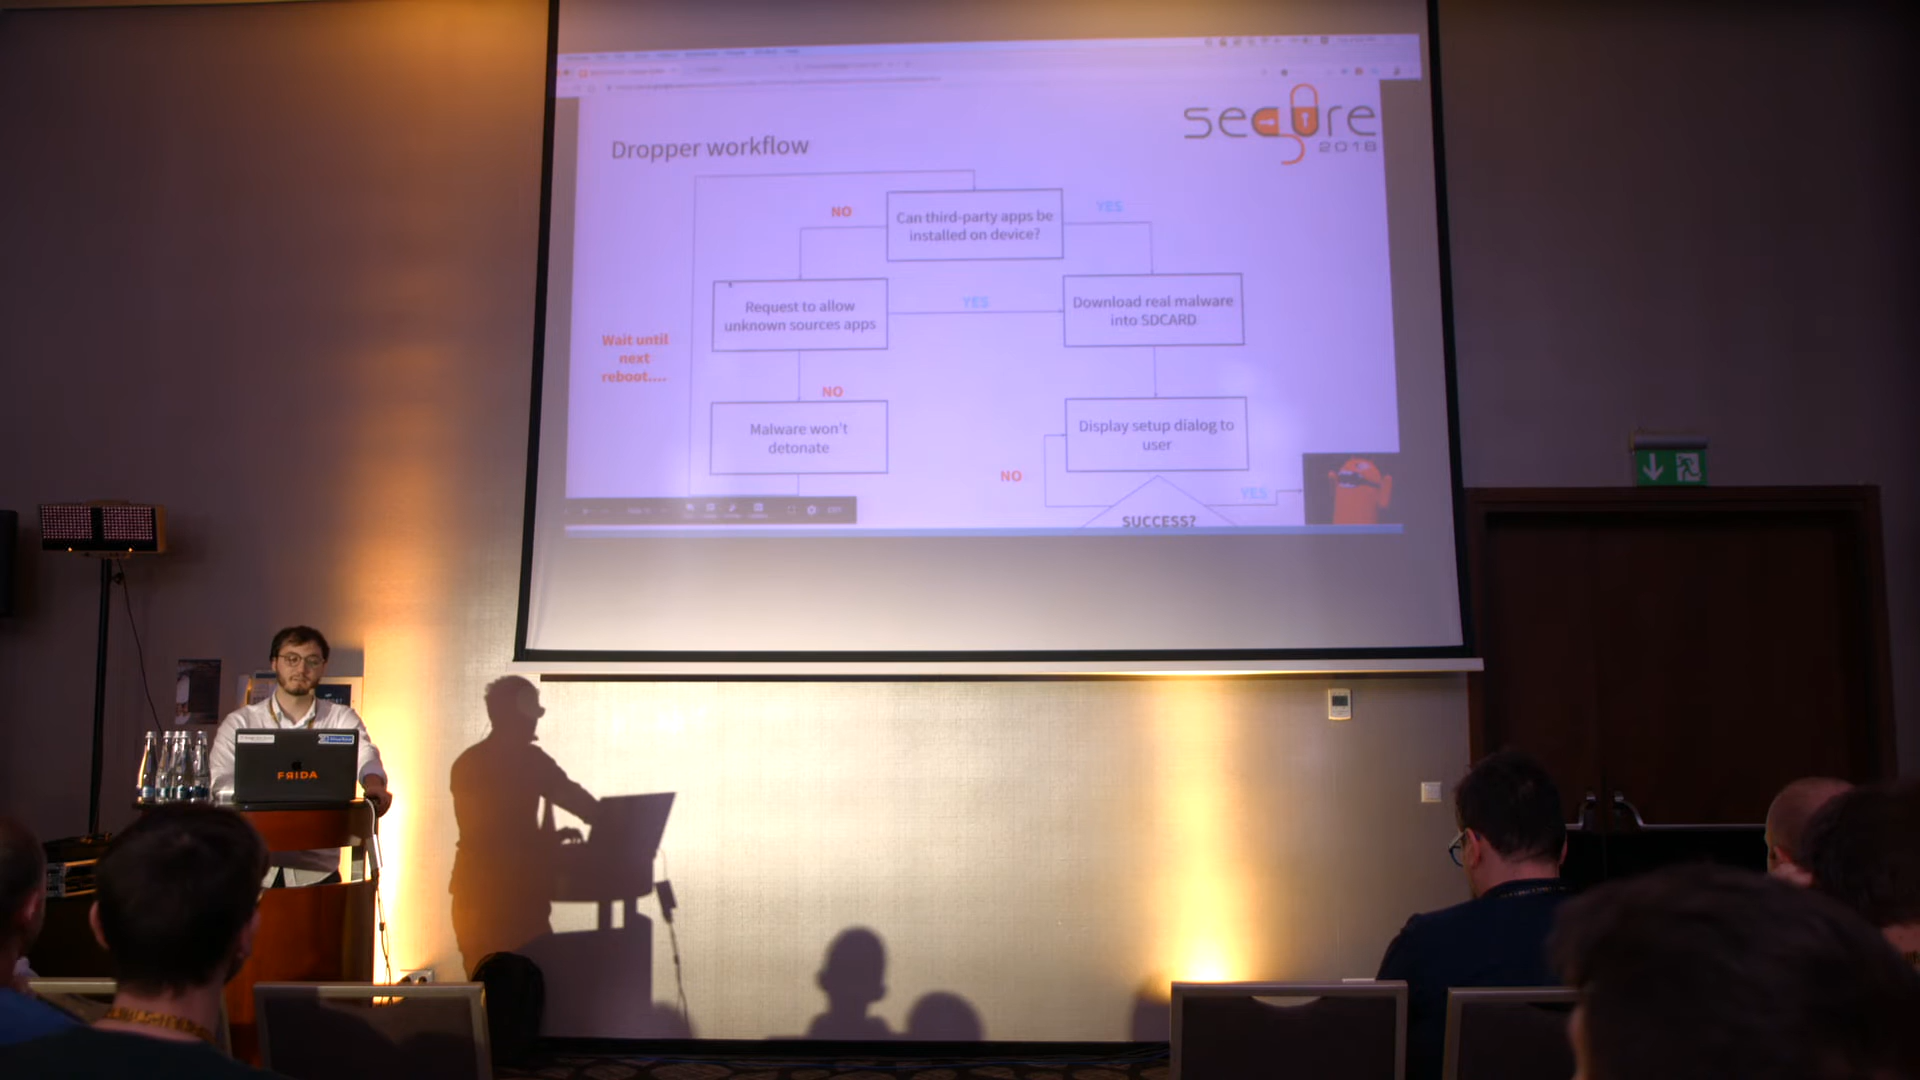 secure
2018
Dropper workflow
NO
YES
Can third-party apps be
installed on device?
Request to allow
unknown sources apps
YES
Download real malware
into SDCARD
Wait until
next
reboot....
NO
Malware won't
detonate
Display setup dialog to
user
NO
YES
SUCCESS?
FRIDA